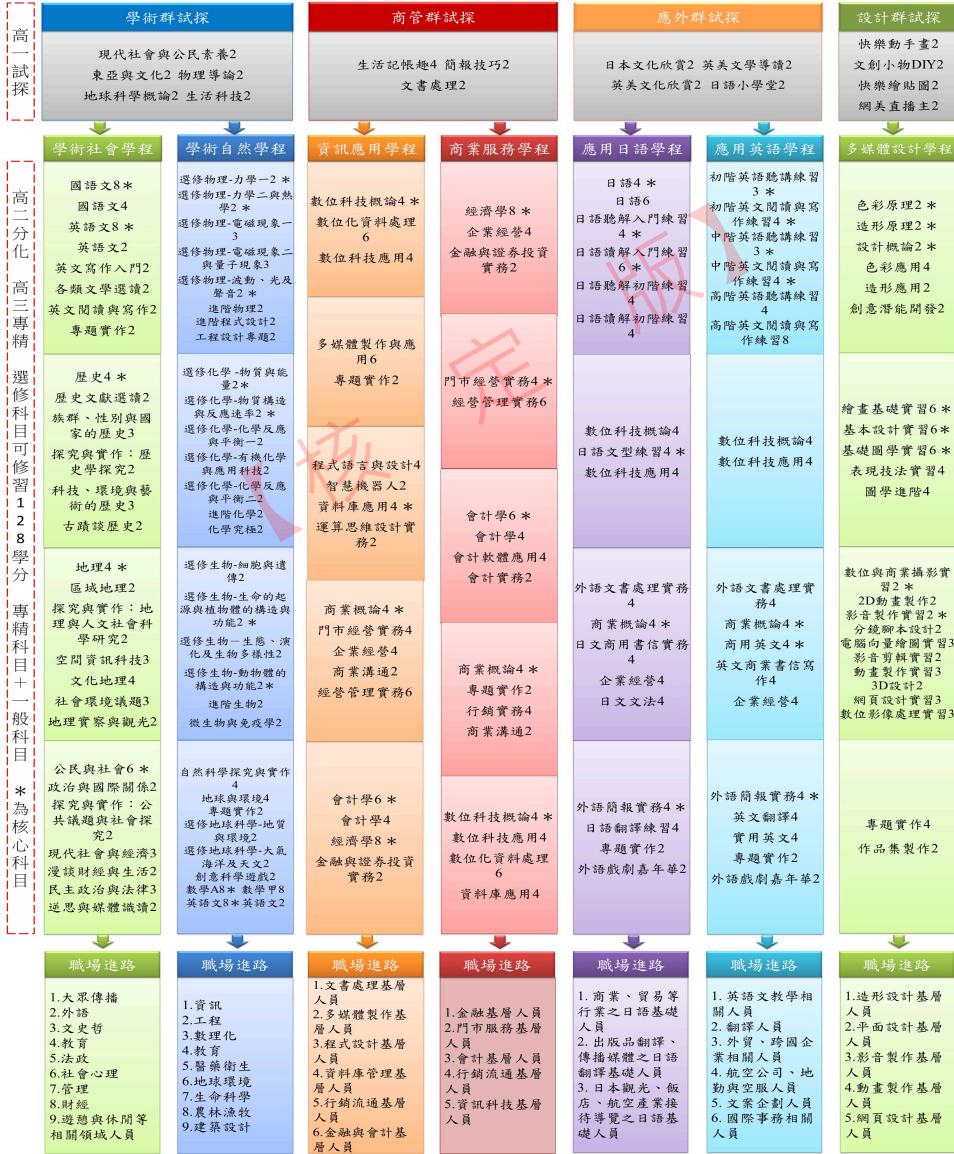 高一試探
學術群試探
現代社會與公民素養2
東亞與文化2 物理導論2
地球科學概論2 生活科技2
商管群試探
生活記帳趣4 簡報技巧2
文書處理2
應外群試探
日本文化欣賞2 英美文學導讀2
英美文化欣賞2 日語小學堂2
設計群試探
快樂動手畫2
文創小物DIY2
快樂繪貼圖2
網美直播主2
高二分化 高三專精 選修科目可修習128學分 專精科目+一般科目 *為核心科目
學術社會學程
國語文8*
國語文4
英語文8*
英語文2
英文寫作入門2
各類文學選讀2
英文閱讀與寫作2
專題實作2
歷史4 *
歷史文獻選讀2
族群、性別與國
家的歷史3
探究與實作：歷
史學探究2
科技、環境與藝
術的歷史3
古蹟談歷史2
地理4 *
區域地理2
探究與實作：地
理與人文社會科
學研究2
空間資訊科技3
文化地理4
社會環境議題3
地理實察與觀光2
公民與社會6 *
政治與國際關係2
探究與實作：公
共議題與社會探
究2
現代社會與經濟3
漫談財經與生活2
民主政治與法律3
逆思與媒體識讀2
學術自然學程
選修物理-力學一2 *
選修物理-力學二與熱
學2 *
選修物理-電磁現象一
3
選修物理-電磁現象二
與量子現象3
選修物理-波動、光及
聲音2 *
進階物理2
進階程式設計2
工程設計專題2
選修化學-物質與能
量2*
選修化學-物質構造
與反應速率2 *
選修化學-化學反應
與平衡一2
選修化學-有機化學
與應用科技2
選修化學-化學反應
與平衡二2
進階化學2
化學究極2
選修生物-細胞與遺
傳2
選修生物-生命的起
源與植物體的構造與
功能2 *
選修生物－生態、演
化及生物多樣性2
選修生物-動物體的
構造與功能2*
進階生物2
微生物與免疫學2
自然科學探究與實作
4
地球與環境4
專題實作2
選修地球科學-地質
與環境2
選修地球科學-大氣
海洋及天文2
創意科學遊戲2
數學A8* 數學甲8
英語文8* 英語文2
資訊應用學程
數位科技概論4 *
數位化資料處理
6
數位科技應用4
多媒體製作與應
用6
專題實作2
程式語言與設計4
智慧機器人2
資料庫應用4 *
運算思維設計實
務2
商業概論4 *
門市經營實務4
企業經營4
商業溝通2
經營管理實務6
會計學6 *
會計學4
經濟學8 *
金融與證券投資
實務2
商業服務學程
經濟學8 *
企業經營4
金融與證券投資
實務2
門市經營實務4 *
經營管理實務6
會計學6 *
會計學4
會計軟體應用4
會計實務2
商業概論4 *
專題實作2
行銷實務4
商業溝通2
數位科技概論4 *
數位科技應用4
數位化資料處理
6
資料庫應用4
應用日語學程
日語4 *
日語6
日語聽解入門練習
4 *
日語讀解入門練習
6 *
日語聽解初階練習
4
日語讀解初階練習
4
數位科技概論4
日語文型練習4 *
數位科技應用4
外語文書處理實務
4
商業概論4 *
日文商用書信實務
4
企業經營4
日文文法4
外語簡報實務4 *
日語翻譯練習4
專題實作2
外語戲劇嘉年華2
應用英語學程
初階英語聽講練習
3 *
初階英文閱讀與寫
作練習4 *
中階英語聽講練習
3 *
中階英文閱讀與寫
作練習4 *
高階英語聽講練習
4
高階英文閱讀與寫
作練習8
數位科技概論4
數位科技應用4
外語文書處理實
務4
商業概論4 *
商用英文4 *
英文商業書信寫
作4
企業經營4
外語簡報實務4 *
英文翻譯4
實用英文4
專題實作2
外語戲劇嘉年華2
多媒體設計學程
色彩原理2 *
造形原理2 *
設計概論2 *
色彩應用4
造形應用2
創意潛能開發2
繪畫基礎實習6 *
基本設計實習6 *
基礎圖學實習6 *
表現技法實習4
圖學進階4
數位與商業攝影實
習2 *
2D動畫製作2
影音製作實習2 *
分鏡腳本設計2
電腦向量繪圖實習3
影音剪輯實習2
動畫製作實習3
3D設計2
網頁設計實習3
數位影像處理實習3
專題實作4
作品集製作2
【核定版】
職場進路
1.大眾傳播
2.外語
3.文史哲
4.教育
5.法政
6.社會心理
7.管理
8.財經
9.遊憩與休閒等
相關領域人員
職場進路
1.資訊
2.工程
3.數理化
4.教育
5.醫藥衛生
6.地球環境
7.生命科學
8.農林漁牧
9.建築設計
職場進路
1.文書處理基層
人員
2.多媒體製作基
層人員
3.程式設計基層
人員
4.資料庫管理基
層人員
5.行銷流通基層
人員
6.金融與會計基
層人員
職場進路
1.金融基層人員
2.門市服務基層
人員
3.會計基層人員
4.行銷流通基層
人員
5.資訊科技基層
人員
職場進路
1. 商業、貿易等
行業之日語基礎
人員
2. 出版品翻譯、
傳播媒體之日語
翻譯基礎人員
3. 日本觀光、飯
店、航空產業接
待導覽之日語基
礎人員
職場進路
1. 英語文教學相
關人員
2. 翻譯人員
3. 外貿、跨國企
業相關人員
4. 航空公司、地
勤與空服人員
5. 文案企劃人員
6. 國際事務相關
人員
職場進路
1.造形設計基層
人員
2.平面設計基層
人員
3.影音製作基層
人員
4.動畫製作基層
人員
5.網頁設計基層
人員